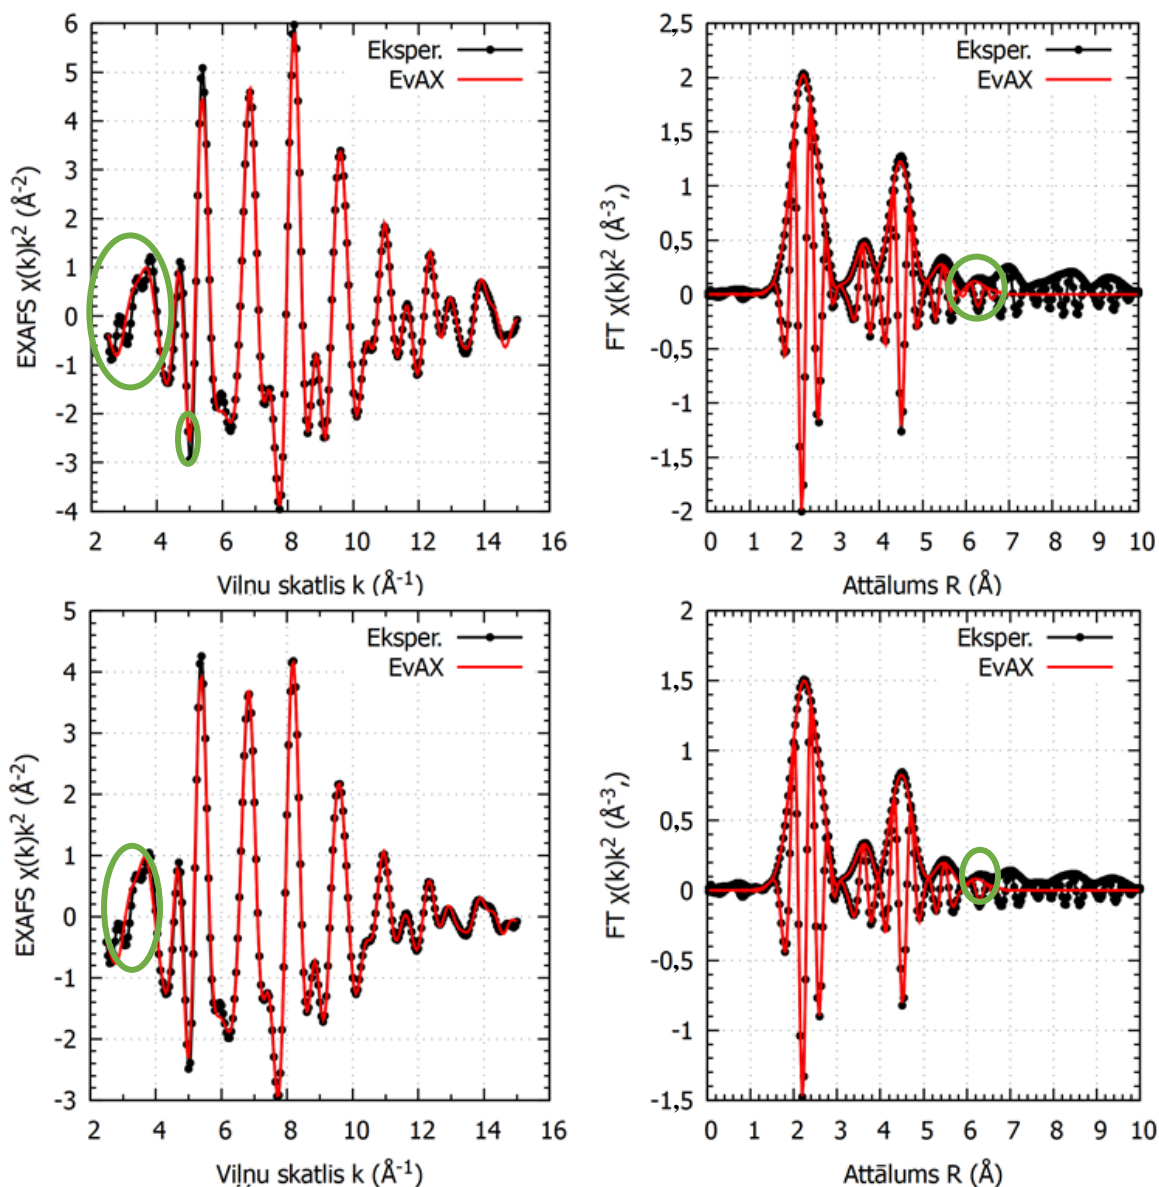 Eksper.
EvAX
6
5
4
3
2
1
0
-1
-2
-3
-4
2 4 6 8 10 12 14 16
EXAFS χ(k)k² (Å⁻²)
Viļņu skatlis k (Å⁻¹)
Eksper.
EvAX
2,5
2
1,5
1
0,5
0
-0,5
-1
-1,5
-2
0 1 2 3 4 5 6 7 8 9 10
FT χ(k)k² (Å⁻³,)
Attālums R (Å)
Eksper.
EvAX
5
4
3
2
1
0
-1
-2
-3
2 4 6 8 10 12 14 16
EXAFS χ(k)k² (Å⁻²)
Viļņu skatlis k (Å⁻¹)
Eksper.
EvAX
2
1,5
1
0,5
0
-0,5
-1
-1,5
0 1 2 3 4 5 6 7 8 9 10
FT χ(k)k² (Å⁻³,)
Attālums R (Å)